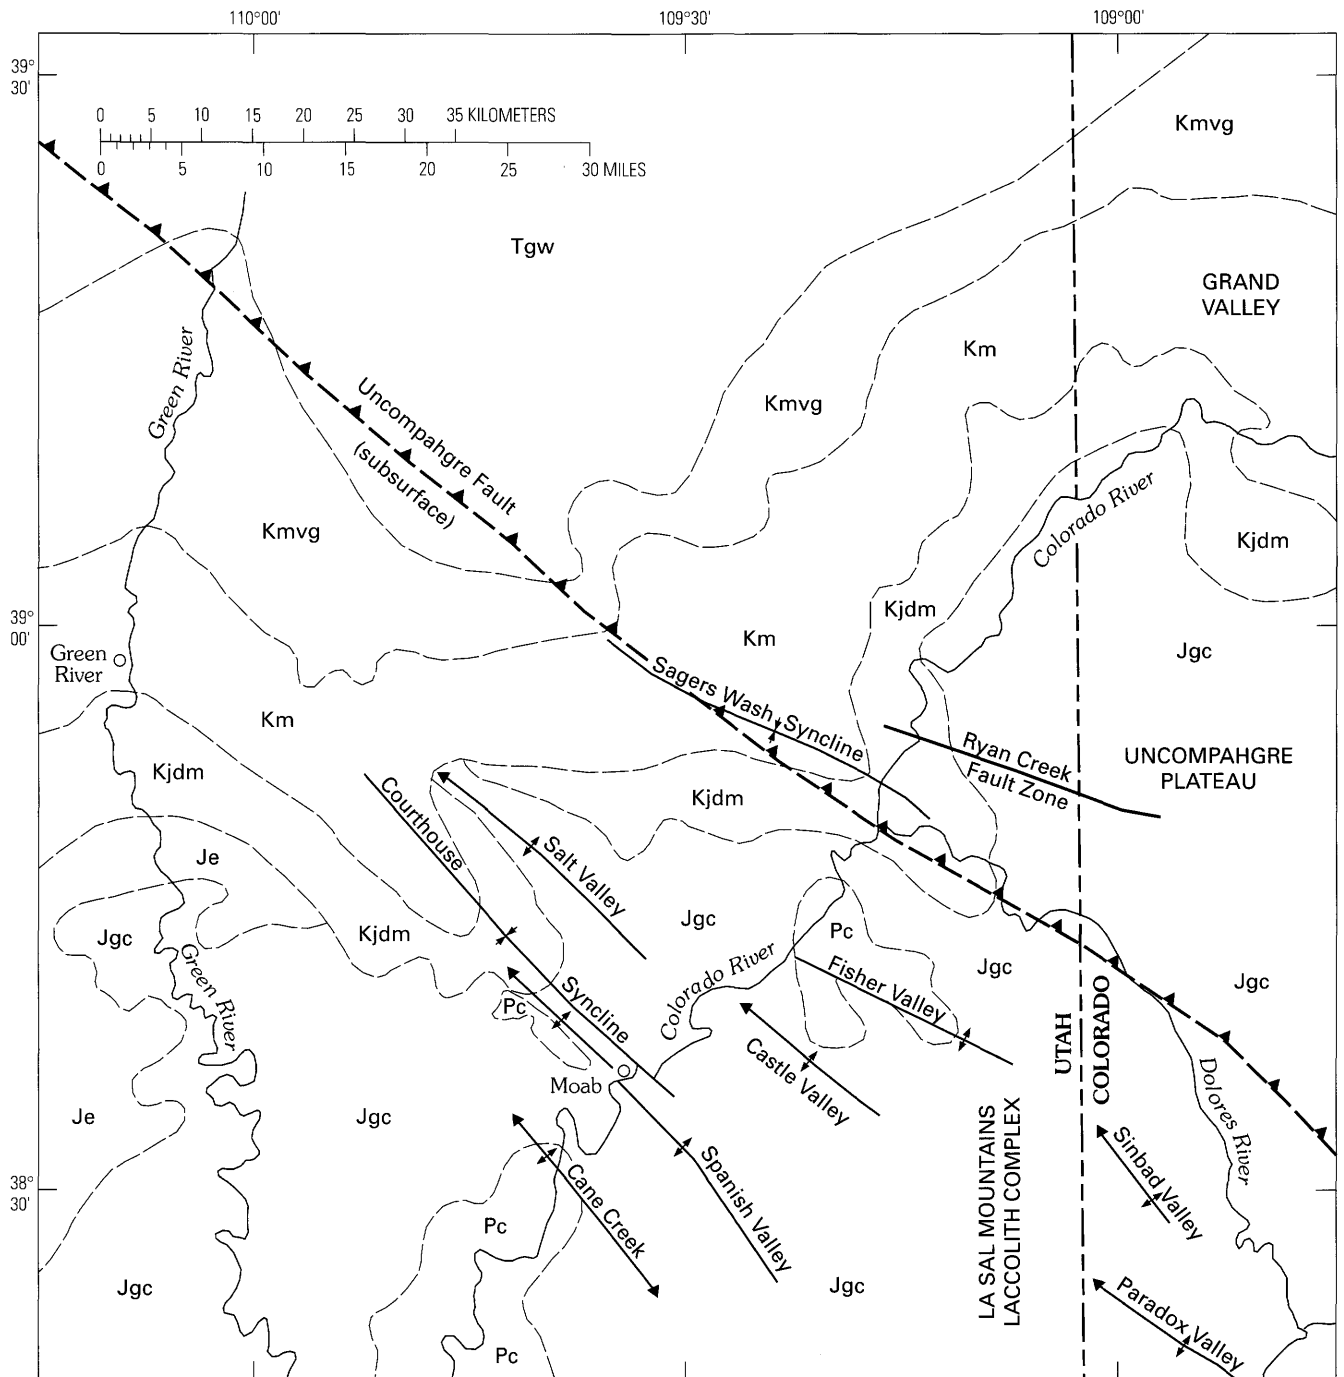 110°00'
109°30'
109°00'
39°
30'
0 5 10 15 20 25 30 35 KILOMETERS
0 5 10 15 20 25 30 MILES
Kmvg
Tgw
GRAND
VALLEY
Km
Kmvg
Green River
Uncompahgre Fault
(subsurface)
Colorado River
Kmvg
Kjdm
39°
00'
Kjdm
Km
Jgc
Green
River
Sagers Wash Syncline
Km
Ryan Creek
Fault Zone
UNCOMPAHGRE
PLATEAU
Kjdm
Courthouse
Kjdm
Je
Salt Valley
Jgc
Kjdm
Jgc
Pc
Jgc
Jgc
Green River
Syncline
Colorado River
Fisher Valley
Pc
UTAH
COLORADO
Castle Valley
Moab
Dolores River
Je
Jgc
LA SAL MOUNTAINS
LACCOLITH COMPLEX
Sinbad Valley
Spanish Valley
38°
30'
Cane Creek
Pc
Jgc
Jgc
Paradox Valley
Pc